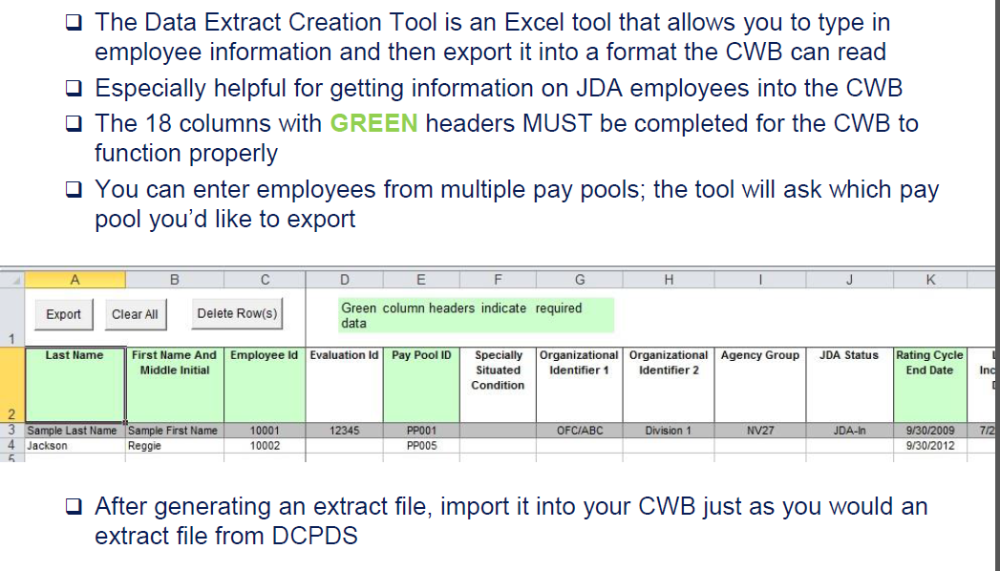 The Data Extract Creation Tool is an Excel tool that allows you to type in
employee information and then export it into a format the CWB can read
Especially helpful for getting information on JDA employees into the CWB
The 18 columns with GREEN headers MUST be completed for the CWB to
function properly
You can enter employees from multiple pay pools; the tool will ask which pay
pool you'd like to export
A B C D E F G H I J K
Export Clear All Delete Row(s) Green column headers indicate required
data
1
Last Name First Name And Employee Id Evaluation Id Pay Pool ID Specially Organizational Organizational Agency Group JDA Status Rating Cycle
Middle Initial Situated Identifier 1 Identifier 2 End Date
Condition
2
3 Sample Last Name Sample First Name 10001 12345 PP001 OFC/ABC Division 1 NV27 JDA-In 9/30/2009
4 Jackson Reggie 10002 PP005 9/30/2012
5
After generating an extract file, import it into your CWB just as you would an
extract file from DCPDS